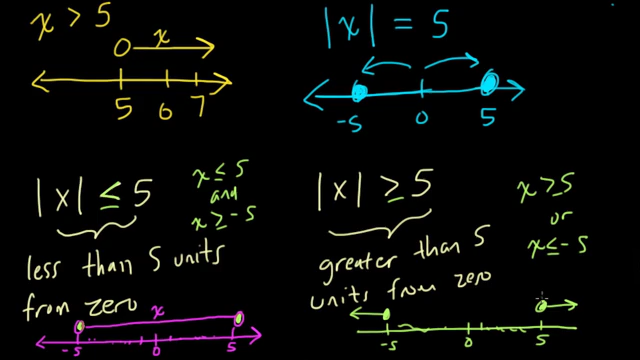 x > 5
x
5 6 7
|x| = 5
-5 0 5
|x| ≤ 5
x ≤ 5
and
x ≥ -5
less than 5 units
from zero
x
-5 0 5
|x| ≥ 5
x ≥ 5
or
x ≤ -5
greater than 5
units from zero
-5 0 5